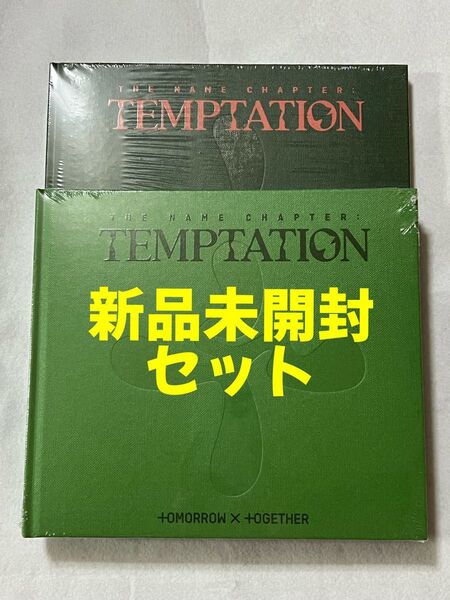 THE NAME CHAPTER:
TEMPTATION
THE NAME CHAPTER:
TEMPTATION
新品未開封
セット
TOMORROW X TOGETHER